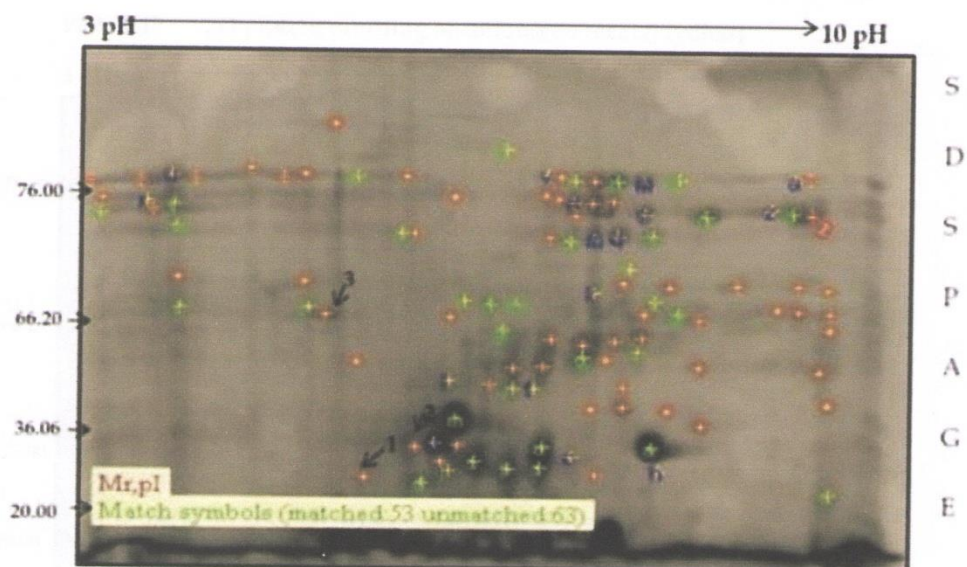 3 pH
10 pH
S
D
76.00
S
3
P
66.20
A
2
36.06
1
G
Mr,pI
Match symbols (matched:53 unmatched:63)
20.00
E